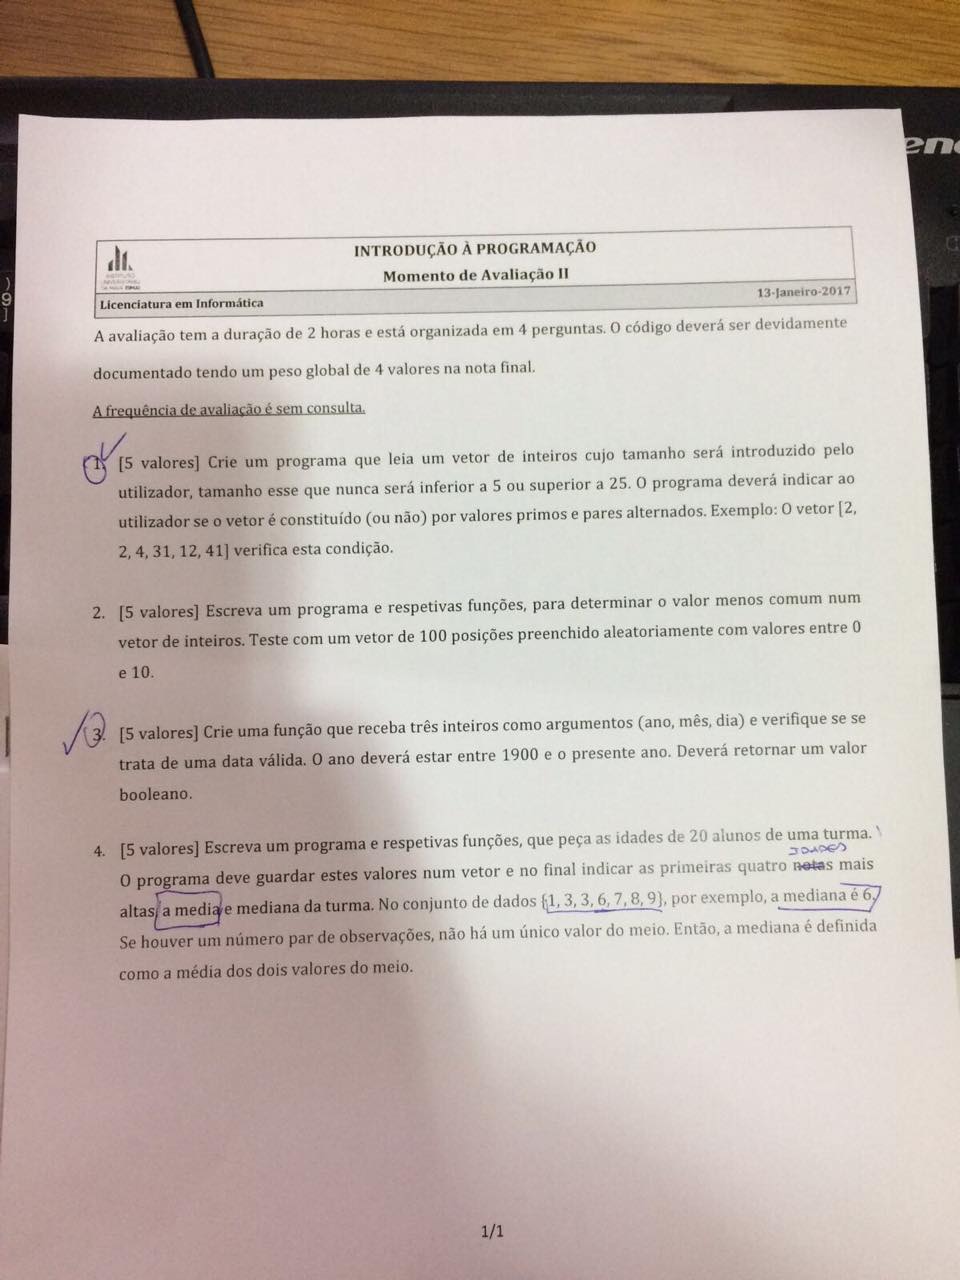 INTRODUÇÃO À PROGRAMAÇÃO
Momento de Avaliação II
INSTITUTO
UNIVERSITÁRIO
DA MAIA ISMAI
Licenciatura em Informática
13-Janeiro-2017
A avaliação tem a duração de 2 horas e está organizada em 4 perguntas. O código deverá ser devidamente
documentado tendo um peso global de 4 valores na nota final.
A frequência de avaliação é sem consulta.
1. [5 valores] Crie um programa que leia um vetor de inteiros cujo tamanho será introduzido pelo
utilizador, tamanho esse que nunca será inferior a 5 ou superior a 25. O programa deverá indicar ao
utilizador se o vetor é constituído (ou não) por valores primos e pares alternados. Exemplo: O vetor [2,
2, 4, 31, 12, 41] verifica esta condição.
2. [5 valores] Escreva um programa e respetivas funções, para determinar o valor menos comum num
vetor de inteiros. Teste com um vetor de 100 posições preenchido aleatoriamente com valores entre 0
e 10.
3. [5 valores] Crie uma função que receba três inteiros como argumentos (ano, mês, dia) e verifique se se
trata de uma data válida. O ano deverá estar entre 1900 e o presente ano. Deverá retornar um valor
booleano.
4. [5 valores] Escreva um programa e respetivas funções, que peça as idades de 20 alunos de uma turma.
IDADES
O programa deve guardar estes valores num vetor e no final indicar as primeiras quatro notas mais
altas, a media e mediana da turma. No conjunto de dados {1, 3, 3, 6, 7, 8, 9}, por exemplo, a mediana é 6.
Se houver um número par de observações, não há um único valor do meio. Então, a mediana é definida
como a média dos dois valores do meio.
1/1
9